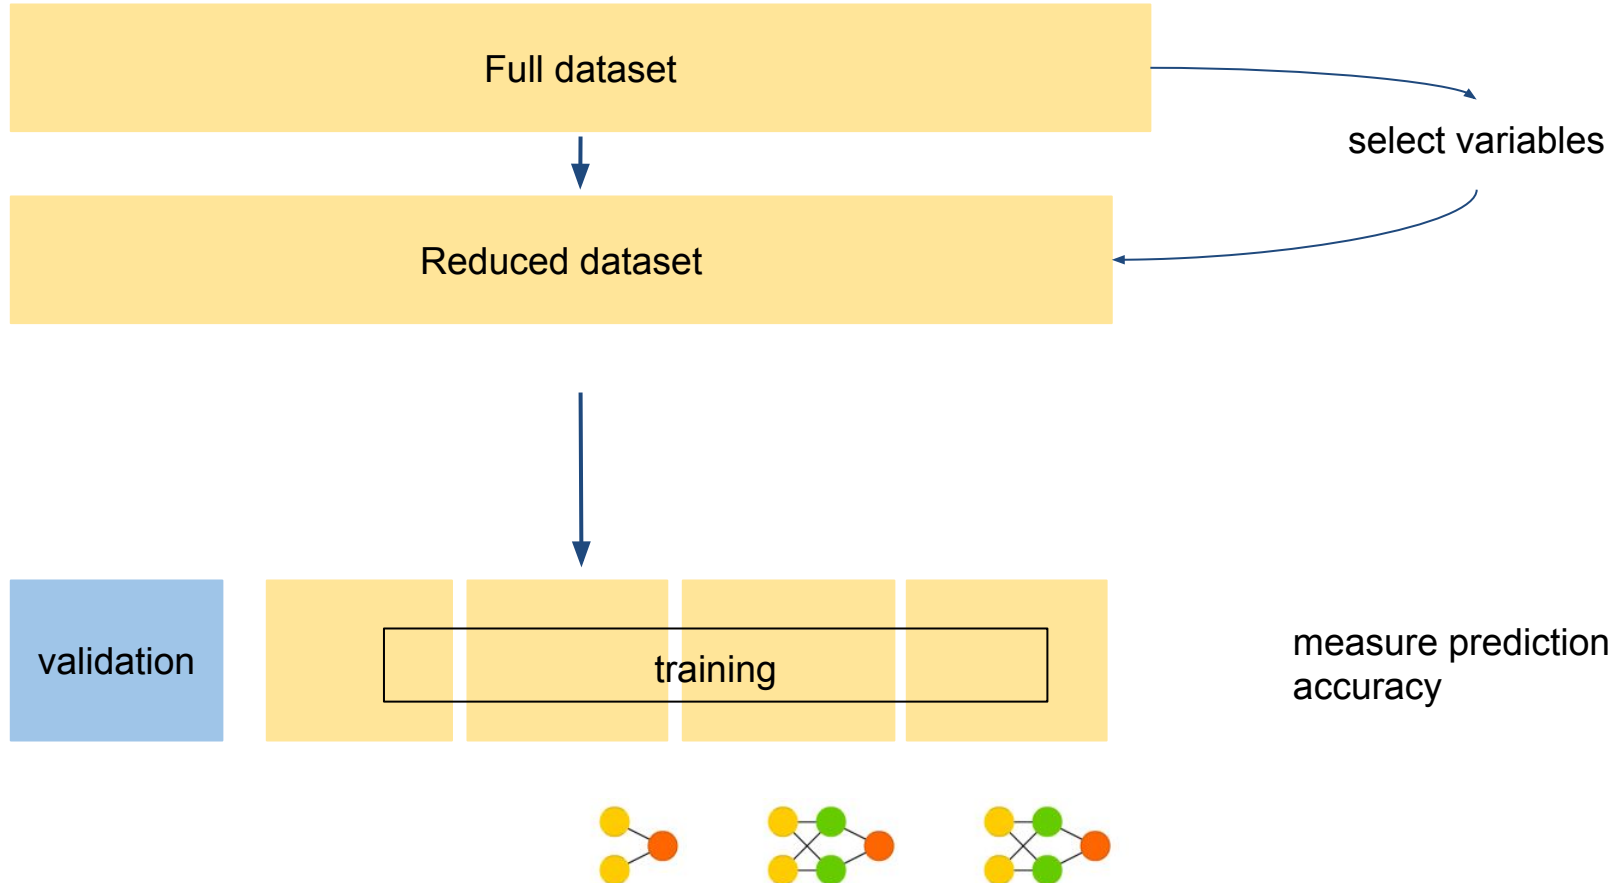 Full dataset
select variables
Reduced dataset
validation
training
measure prediction
accuracy